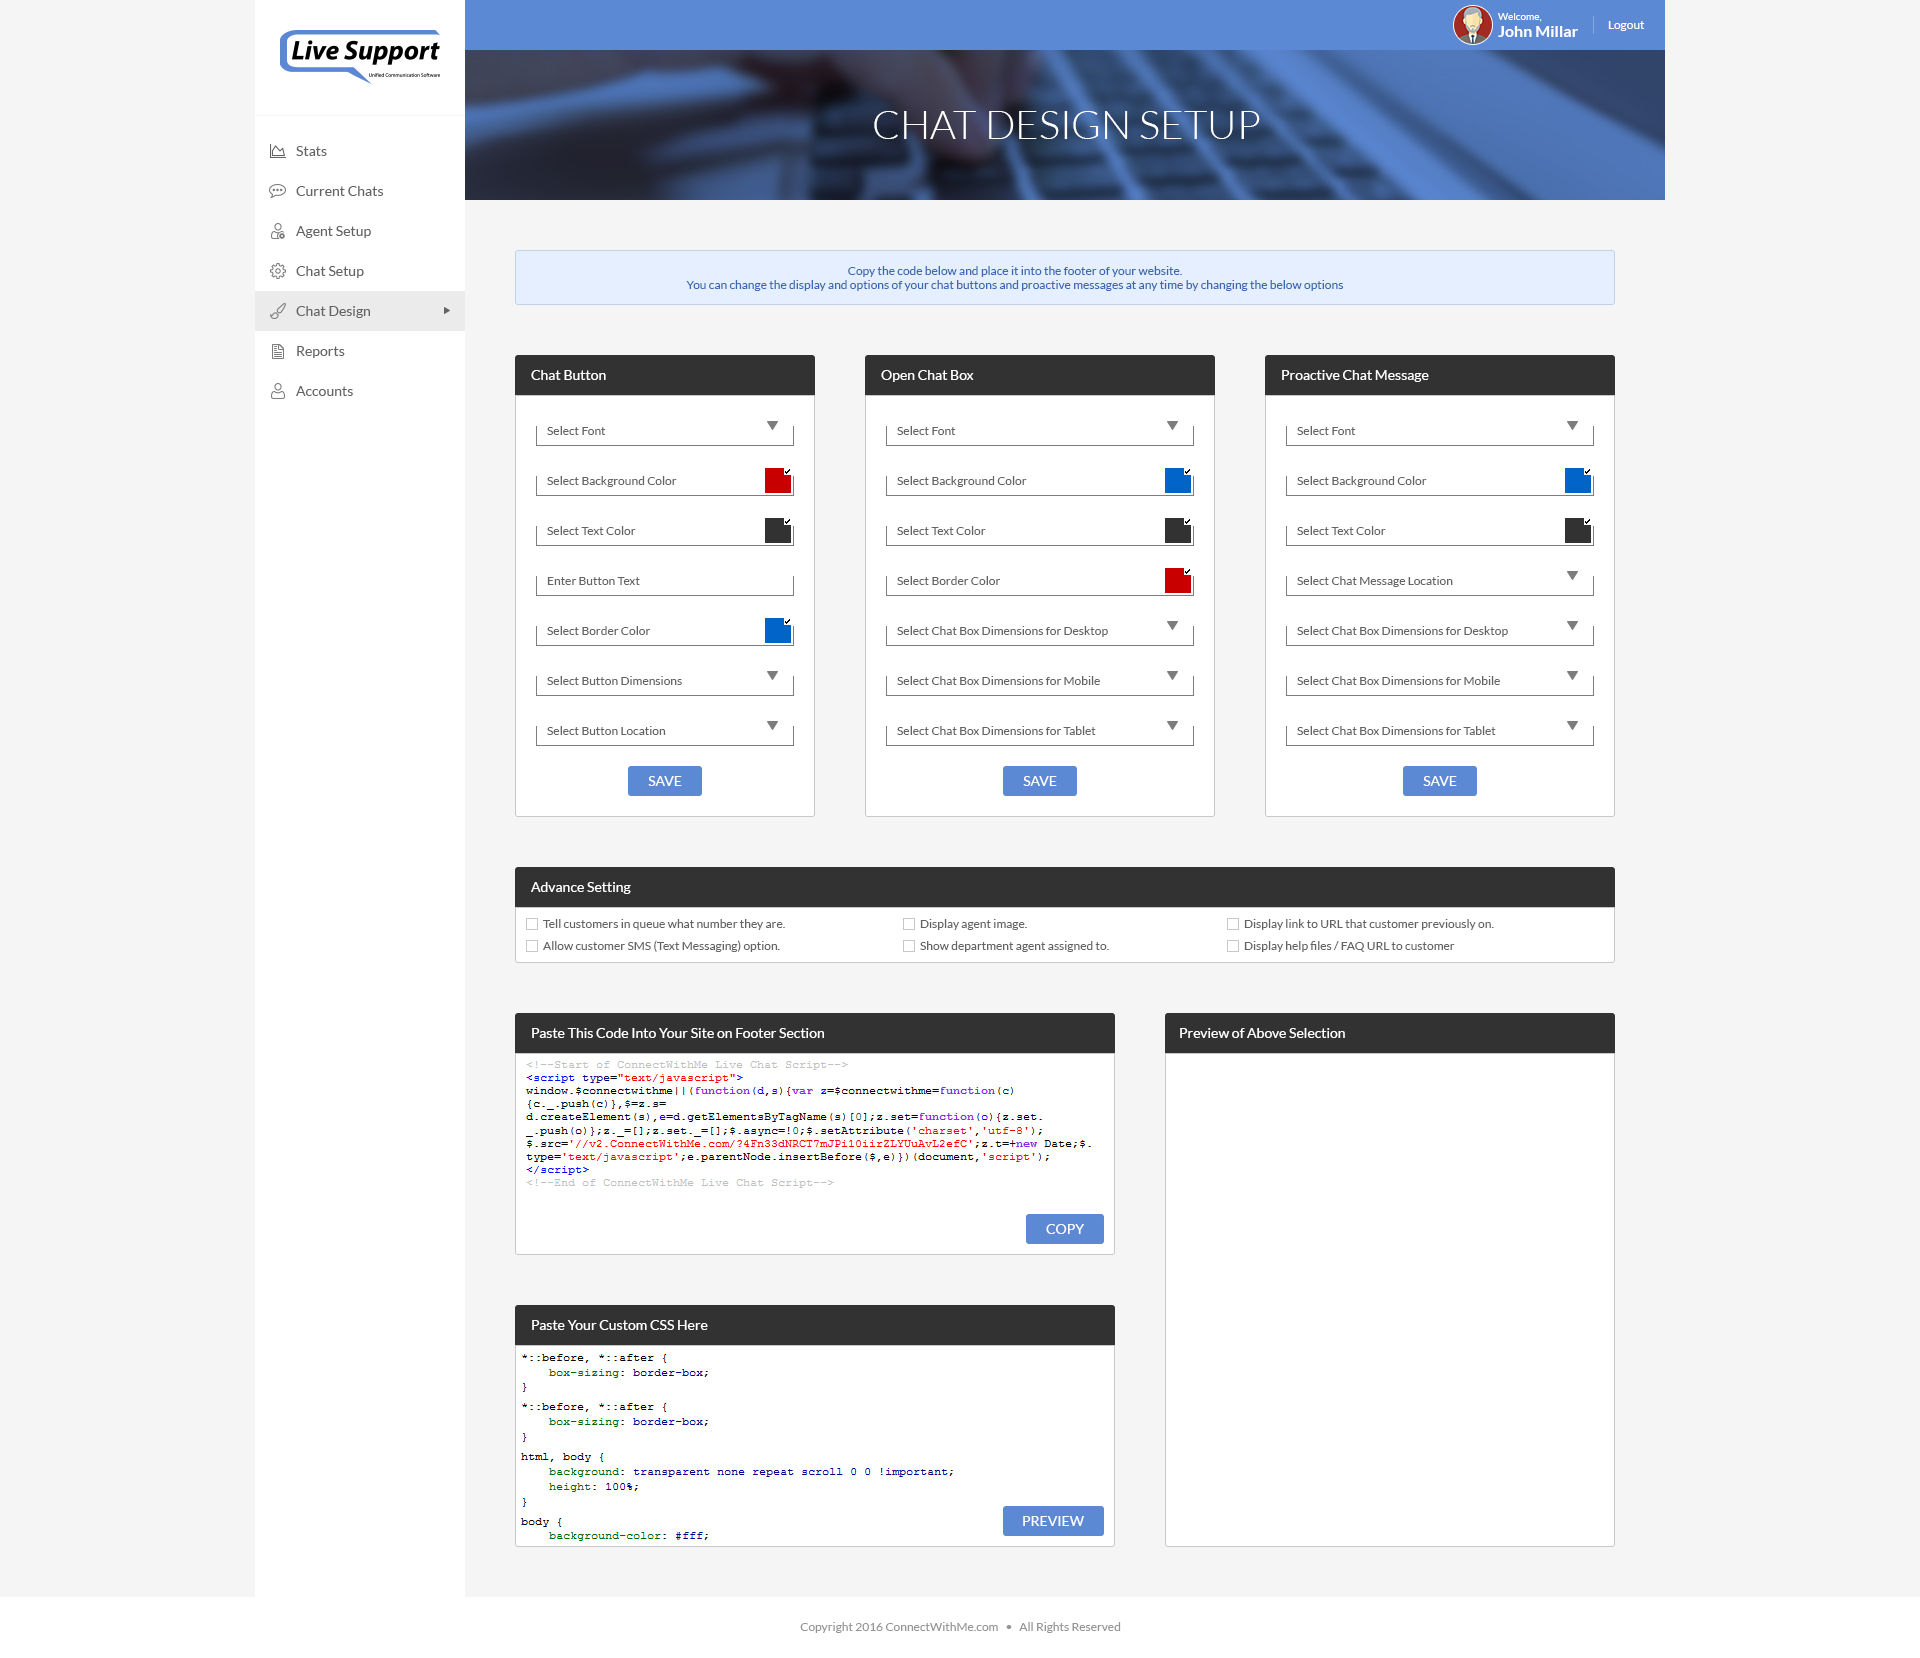 Live Support
Unified Communication Software
Welcome,
John Millar
Logout
CHAT DESIGN SETUP
Stats
Current Chats
Agent Setup
Chat Setup
Chat Design
Reports
Accounts
Copy the code below and place it into the footer of your website.
You can change the display and options of your chat buttons and proactive messages at any time by changing the below options
Chat Button
Select Font
Select Background Color
Select Text Color
Enter Button Text
Select Border Color
Select Button Dimensions
Select Button Location
SAVE
Open Chat Box
Select Font
Select Background Color
Select Text Color
Select Border Color
Select Chat Box Dimensions for Desktop
Select Chat Box Dimensions for Mobile
Select Chat Box Dimensions for Tablet
SAVE
Proactive Chat Message
Select Font
Select Background Color
Select Text Color
Select Chat Message Location
Select Chat Box Dimensions for Desktop
Select Chat Box Dimensions for Mobile
Select Chat Box Dimensions for Tablet
SAVE
Advance Setting
Tell customers in queue what number they are.
Display agent image.
Display link to URL that customer previously on.
Allow customer SMS (Text Messaging) option.
Show department agent assigned to.
Display help files / FAQ URL to customer
Paste This Code Into Your Site on Footer Section
<!--Start of ConnectWithMe Live Chat Script-->
<script type="text/javascript">
window.$connectwithme||(function(d,s){var z=$connectwithme=function(c)
{c._.push(c)},$=z.s=
d.createElement(s),e=d.getElementsByTagName(s)[0];z.set=function(o){z.set.
_.push(o)};z._=[];z.set._=[];$.async=!0;$.setAttribute('charset','utf-8');
$.src='//v2.ConnectWithMe.com/?4Fn33dNRCT7mJPi10iirZLYUuAvL2efC';z.t=+new Date;$.
type='text/javascript';e.parentNode.insertBefore($,e)})(document,'script');
</script>
<!--End of ConnectWithMe Live Chat Script-->
COPY
Preview of Above Selection
Paste Your Custom CSS Here
*::before, *::after {
box-sizing: border-box;
}
*::before, *::after {
box-sizing: border-box;
}
html, body {
background: transparent none repeat scroll 0 0 !important;
height: 100%;
}
body {
background-color: #fff;
PREVIEW
Copyright 2016 ConnectWithMe.com • All Rights Reserved